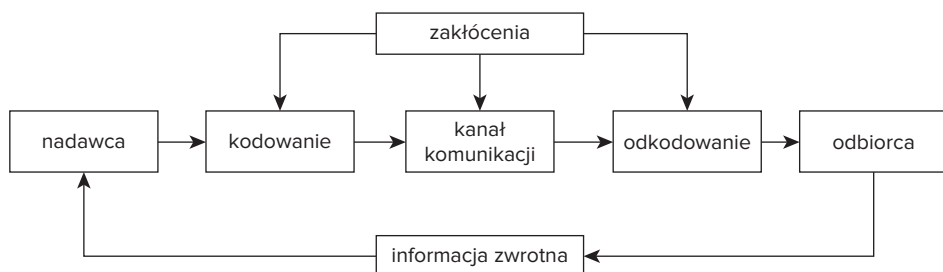 zakłócenia
nadawca
kodowanie
kanał
komunikacji
odkodowanie
odbiorca
informacja zwrotna